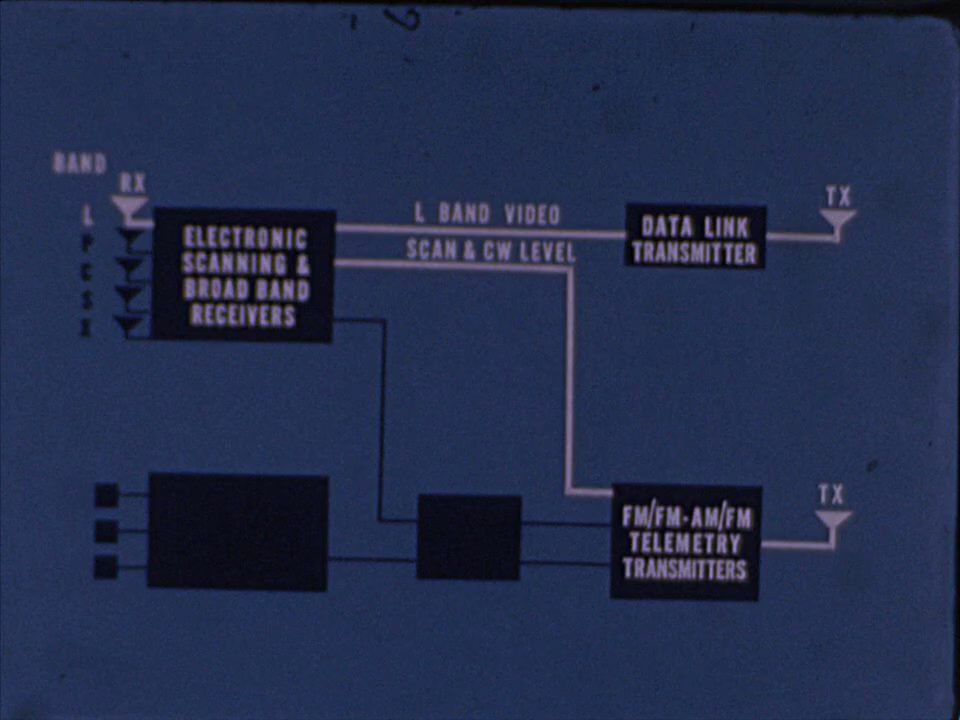 BAND
RX
L
P
C
S
X
ELECTRONIC
SCANNING &
BROAD BAND
RECEIVERS
L BAND VIDEO
SCAN & CW LEVEL
DATA LINK
TRANSMITTER
TX
FM/FM-AM/FM
TELEMETRY
TRANSMITTERS
TX